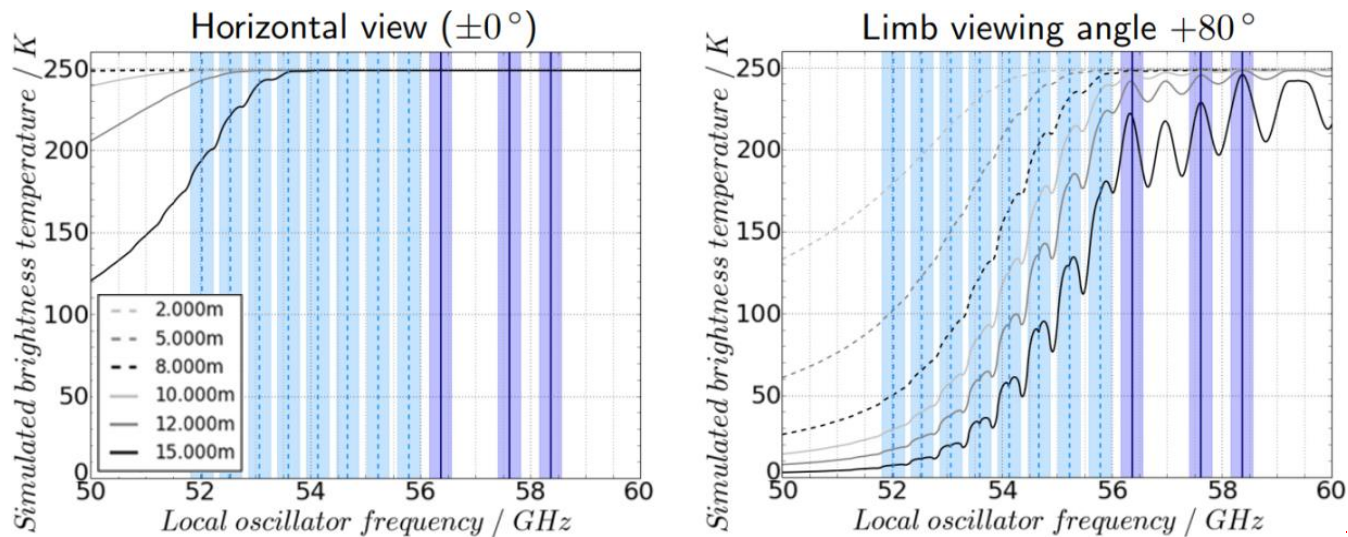 Horizontal view (±0°)
Simulated brightness temperature / K
250
200
150
100
50
0
2.000m
5.000m
8.000m
10.000m
12.000m
15.000m
50 52 54 56 58 60
Local oscillator frequency / GHz
Limb viewing angle +80°
Simulated brightness temperature / K
250
200
150
100
50
0
50 52 54 56 58 60
Local oscillator frequency / GHz